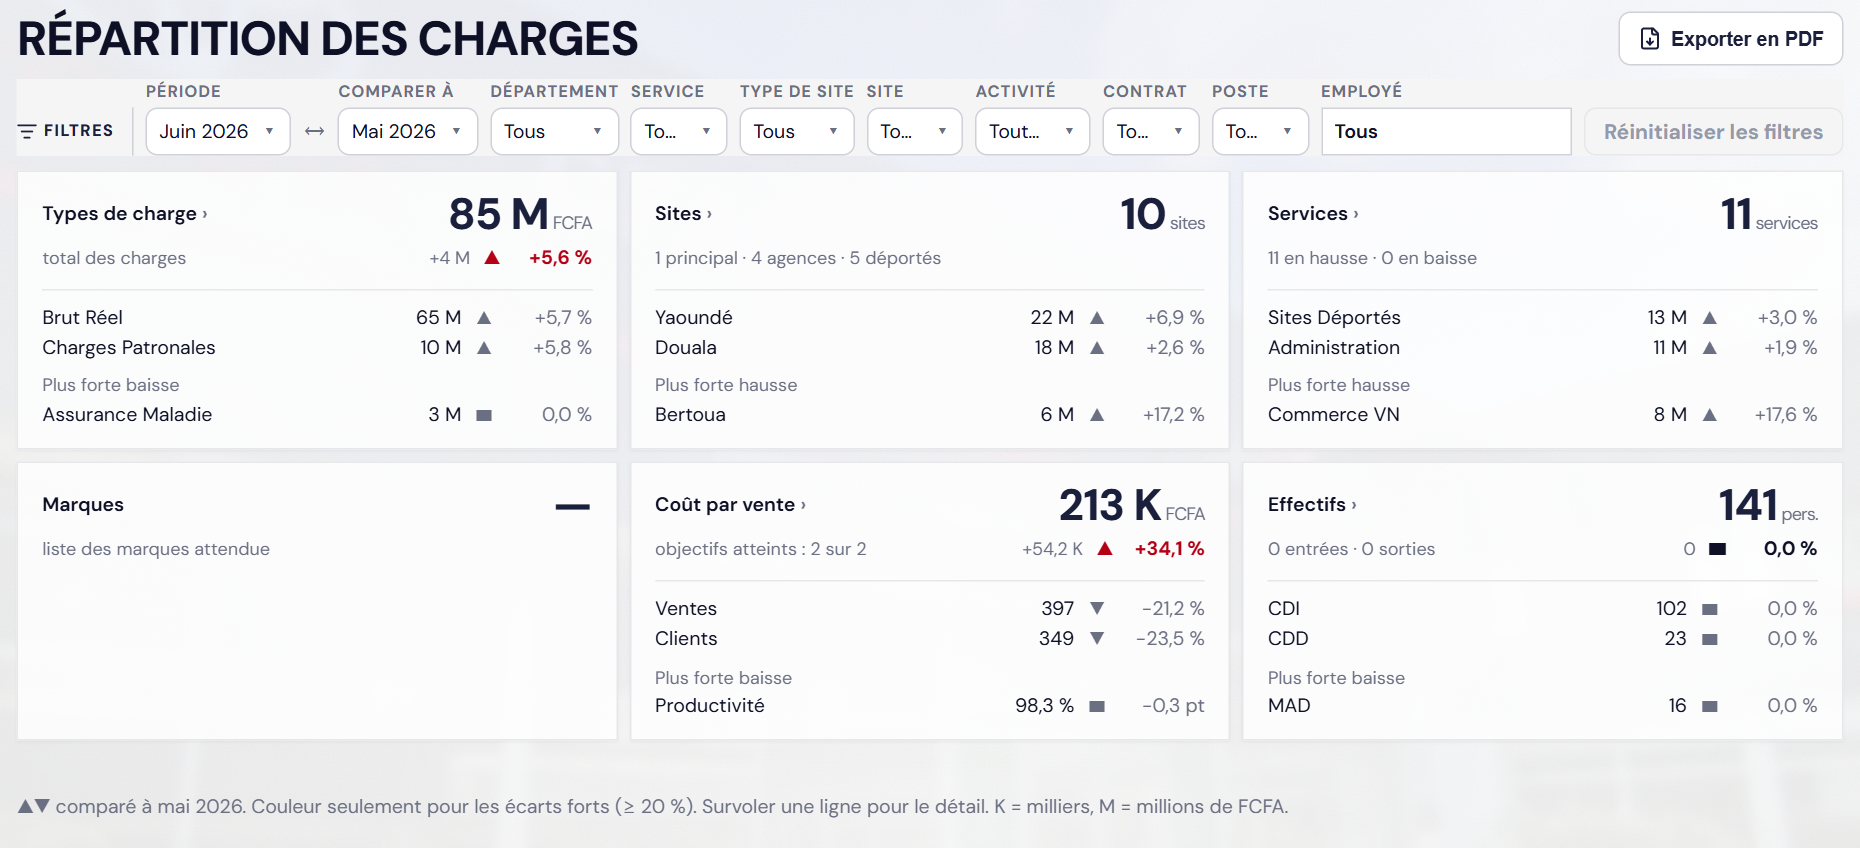 RÉPARTITION DES CHARGES
Exporter en PDF
FILTRES
PÉRIODE
Juin 2026
↔
COMPARER À
Mai 2026
DÉPARTEMENT
Tous
SERVICE
To...
TYPE DE SITE
Tous
SITE
To...
ACTIVITÉ
Tout...
CONTRAT
To...
POSTE
To...
EMPLOYÉ
Tous
Réinitialiser les filtres
Types de charge ›
85 M FCFA
total des charges +4 M ▲ +5,6 %
Brut Réel 65 M ▲ +5,7 %
Charges Patronales 10 M ▲ +5,8 %
Plus forte baisse
Assurance Maladie 3 M ■ 0,0 %
Sites ›
10 sites
1 principal · 4 agences · 5 déportés
Yaoundé 22 M ▲ +6,9 %
Douala 18 M ▲ +2,6 %
Plus forte hausse
Bertoua 6 M ▲ +17,2 %
Services ›
11 services
11 en hausse · 0 en baisse
Sites Déportés 13 M ▲ +3,0 %
Administration 11 M ▲ +1,9 %
Plus forte hausse
Commerce VN 8 M ▲ +17,6 %
Marques —
liste des marques attendue
Coût par vente ›
213 K FCFA
objectifs atteints : 2 sur 2 +54,2 K ▲ +34,1 %
Ventes 397 ▼ −21,2 %
Clients 349 ▼ −23,5 %
Plus forte baisse
Productivité 98,3 % ■ −0,3 pt
Effectifs ›
141 pers.
0 entrées · 0 sorties 0 ■ 0,0 %
CDI 102 ■ 0,0 %
CDD 23 ■ 0,0 %
Plus forte baisse
MAD 16 ■ 0,0 %
▲▼ comparé à mai 2026. Couleur seulement pour les écarts forts (≥ 20 %). Survoler une ligne pour le détail. K = milliers, M = millions de FCFA.